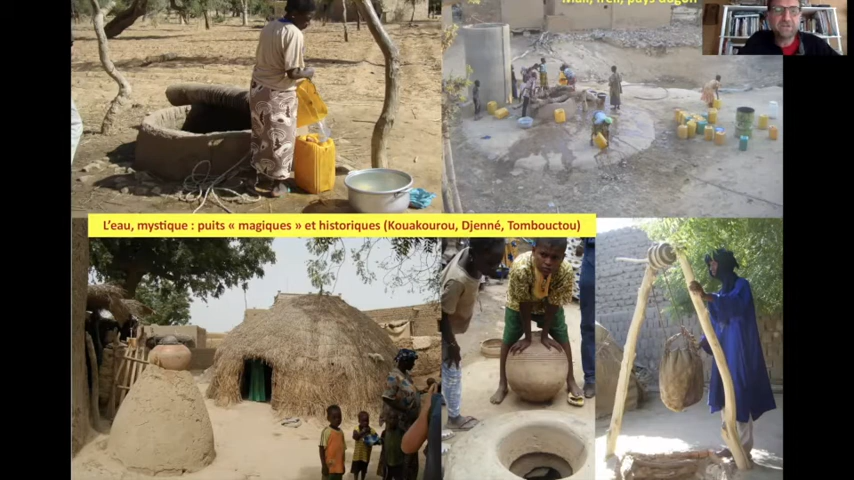 Mali, Ireli, pays dogon
L'eau, mystique : puits « magiques » et historiques (Kouakourou, Djenné, Tombouctou)